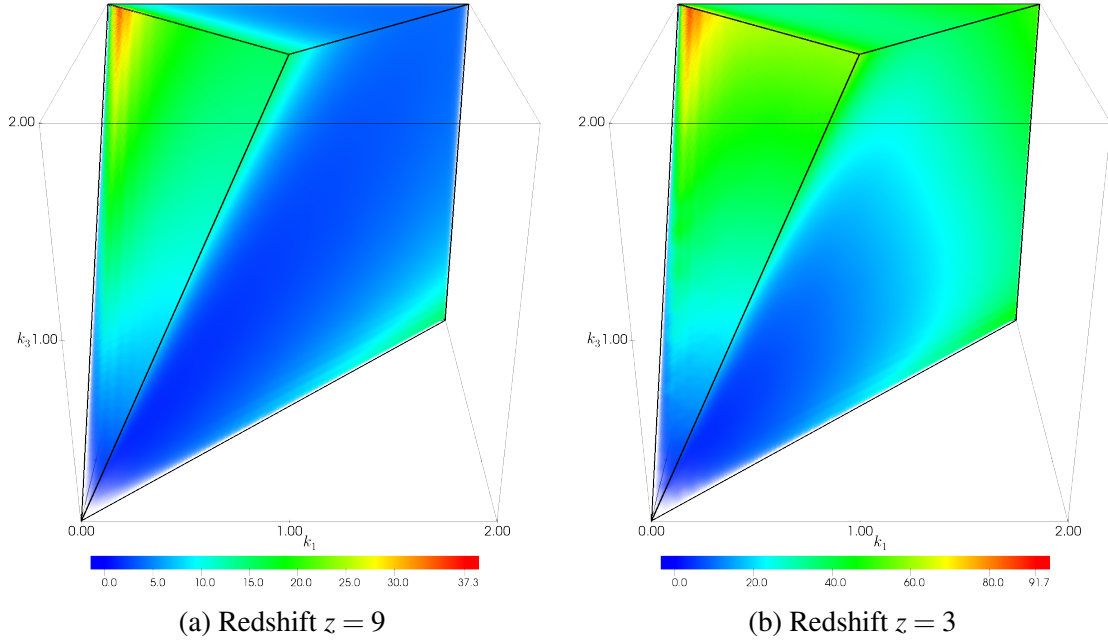 2.00
2.00
k3 1.00
k3 1.00
0.00 1.00 2.00
k1
0.00 1.00 2.00
k1
0.0 5.0 10.0 15.0 20.0 25.0 30.0 37.3
0.0 20.0 40.0 60.0 80.0 91.7
(a) Redshift z = 9
(b) Redshift z = 3